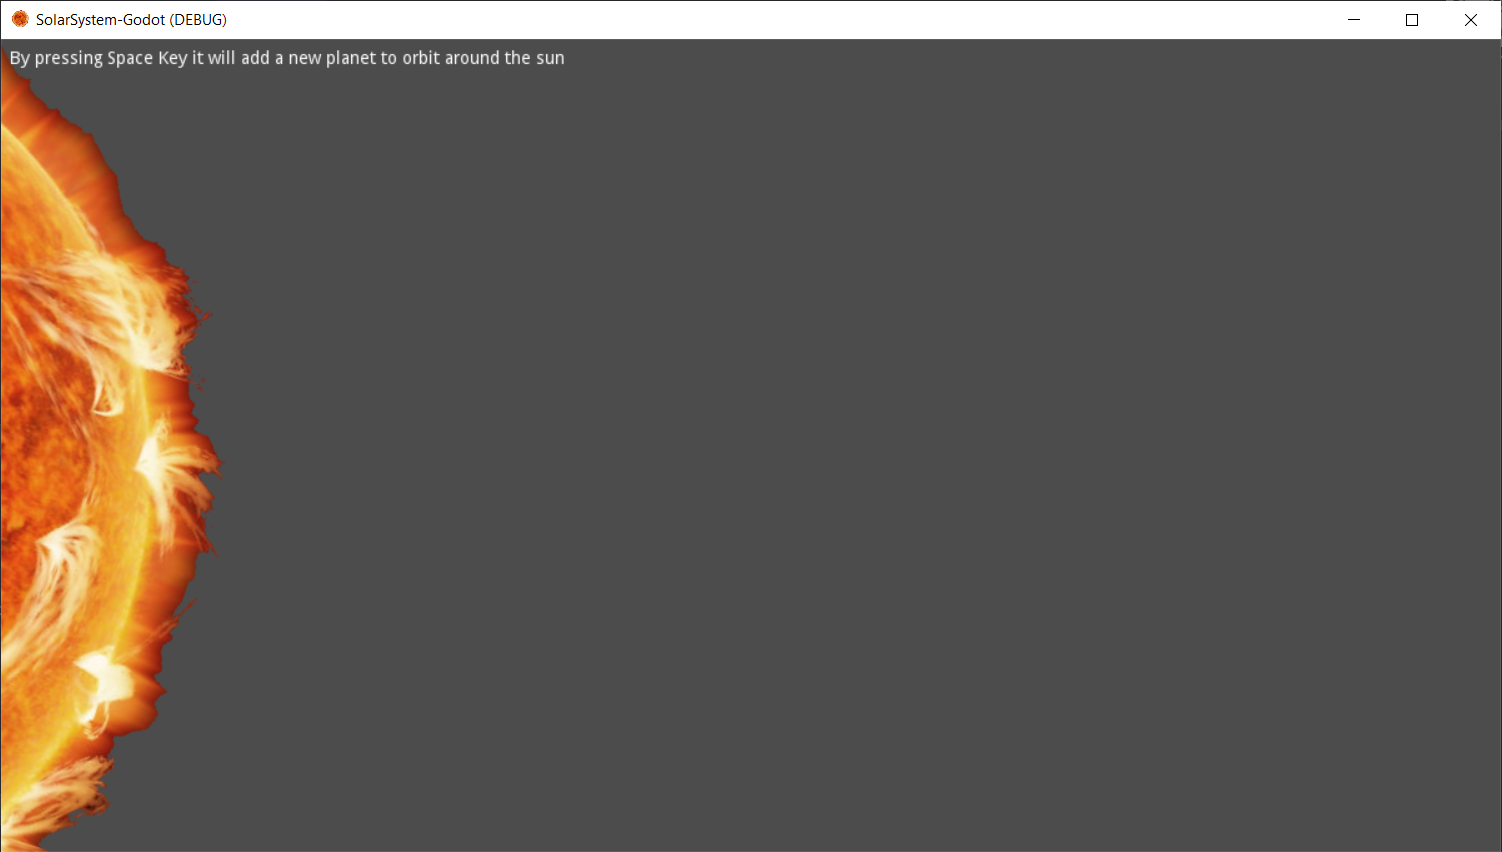 SolarSystem-Godot (DEBUG)
By pressing Space Key it will add a new planet to orbit around the sun